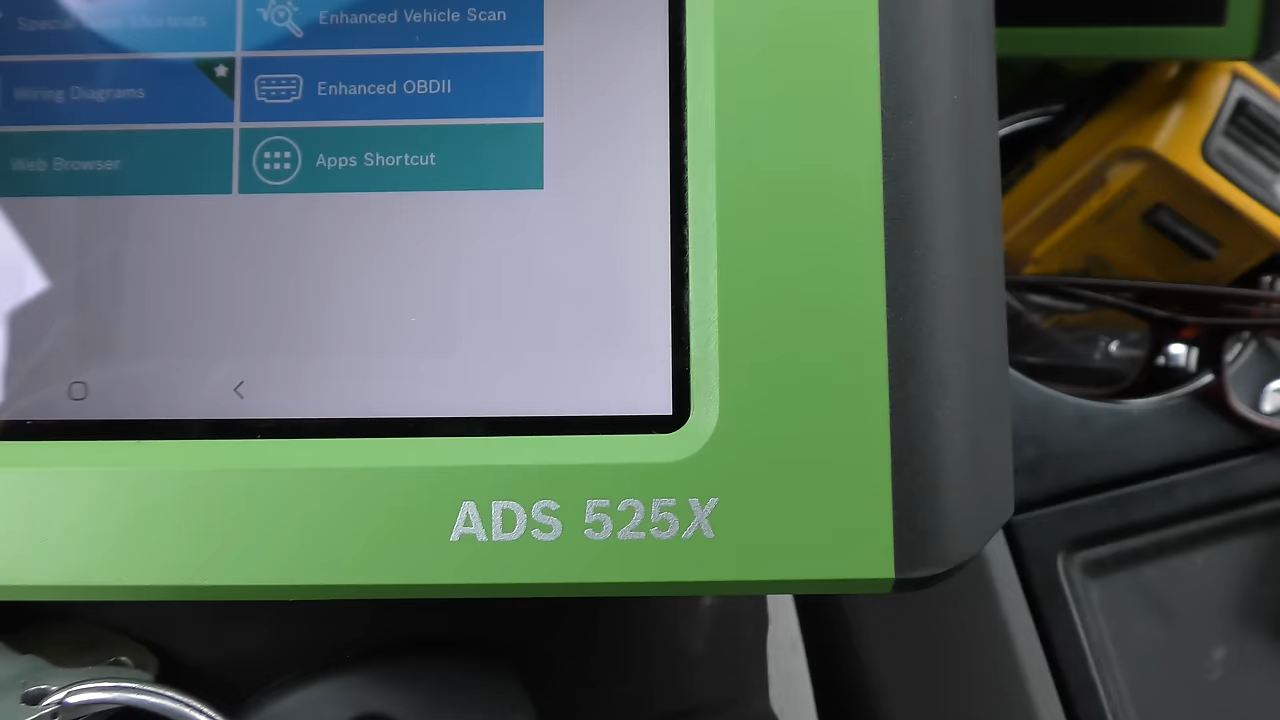 Enhanced Vehicle Scan
Wiring Diagrams
Enhanced OBDII
Web Browser
Apps Shortcut
ADS 525X